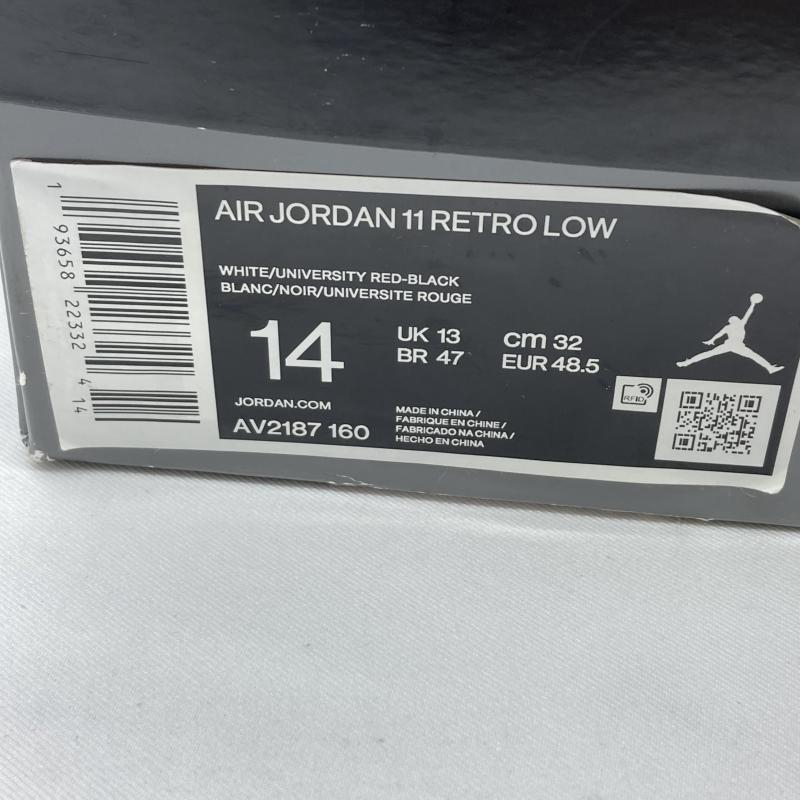 AIR JORDAN 11 RETRO LOW
WHITE/UNIVERSITY RED-BLACK
BLANC/NOIR/UNIVERSITE ROUGE
14
UK 13
BR 47
cm 32
EUR 48.5
JORDAN.COM
AV2187 160
MADE IN CHINA /
FABRIQUE EN CHINE /
FABRICADO NA CHINA /
HECHO EN CHINA
RFID
1 93658 22332 4 14